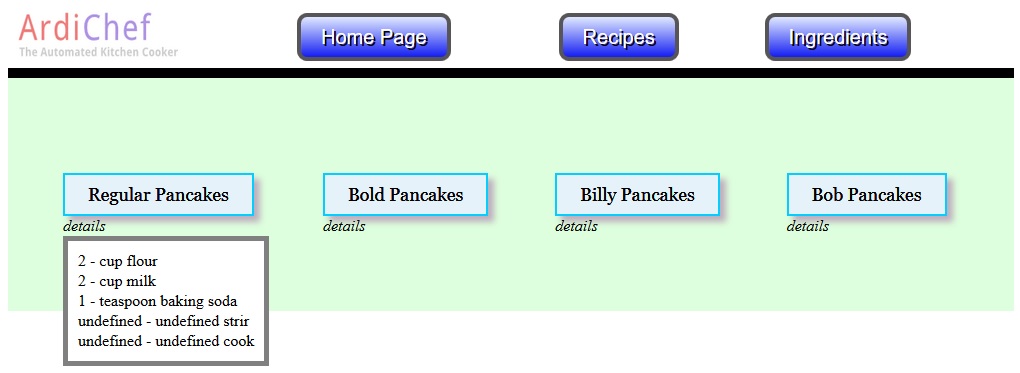 ArdiChef
The Automated Kitchen Cooker
Home Page
Recipes
Ingredients
Regular Pancakes
Bold Pancakes
Billy Pancakes
Bob Pancakes
details
details
details
details
2 - cup flour
2 - cup milk
1 - teaspoon baking soda
undefined - undefined strir
undefined - undefined cook